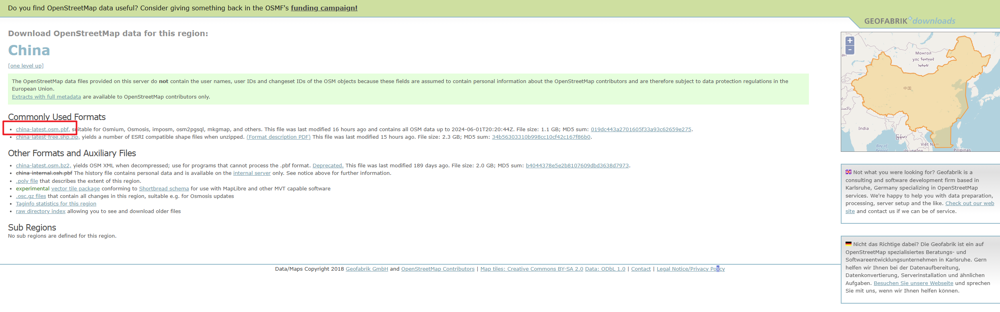 Do you find OpenStreetMap data useful? Consider giving something back in the OSMF's funding campaign!
GEOFABRIK downloads
Download OpenStreetMap data for this region:
China
[one level up]
The OpenStreetMap data files provided on this server do not contain the user names, user IDs and changeset IDs of the OSM objects because these fields are assumed to contain personal information about the OpenStreetMap contributors and are therefore subject to data protection regulations in the
European Union.
Extracts with full metadata are available to OpenStreetMap contributors only.
Commonly Used Formats
china-latest.osm.pbf, suitable for Osmium, Osmosis, imposm, osm2pgsql, mkgmap, and others. This file was last modified 16 hours ago and contains all OSM data up to 2024-06-01T20:20:44Z. File size: 1.1 GB; MD5 sum: 019dc443a2701605f33a93c62659e275.
china-latest-free.shp.zip, yields a number of ESRI compatible shape files when unzipped. (Format description PDF) This file was last modified 15 hours ago. File size: 2.3 GB; MD5 sum: 34b56303310b998cc10cf42c167f86b0.
Other Formats and Auxiliary Files
china-latest.osm.bz2, yields OSM XML when decompressed; use for programs that cannot process the .pbf format. Deprecated. This file was last modified 189 days ago. File size: 2.0 GB; MD5 sum: b4044378e5e2b8107609dbd3638d7973.
china-internal.osh.pbf The history file contains personal data and is available on the internal server only. See notice above for further information.
.poly file that describes the extent of this region.
experimental vector tile package conforming to Shortbread schema for use with MapLibre and other MVT capable software
.osc.gz files that contain all changes in this region, suitable e.g. for Osmosis updates
Taginfo statistics for this region
raw directory index allowing you to see and download older files
Sub Regions
No sub regions are defined for this region.
+
-
Монгол
улс
中国
India
Bay of
Bengal
Việt Nam
Pilipinas
Not what you were looking for? Geofabrik is a
consulting and software development firm based in
Karlsruhe, Germany specializing in OpenStreetMap
services. We're happy to help you with data preparation,
processing, server setup and the like. Check out our web
site and contact us if we can be of service.
Nicht das Richtige dabei? Die Geofabrik ist ein auf
OpenStreetMap spezialisiertes Beratungs- und
Softwareentwicklungsunternehmen in Karlsruhe. Gern
helfen wir Ihnen bei der Datenaufbereitung,
Datenkonvertierung, Serverinstallation und ähnlichen
Aufgaben. Besuchen Sie unsere Webseite und sprechen
Sie mit uns, wenn wir Ihnen helfen können.
Data/Maps Copyright 2018 Geofabrik GmbH and OpenStreetMap Contributors | Map tiles: Creative Commons BY-SA 2.0 Data: ODbL 1.0 | Contact | Legal Notice/Privacy Policy